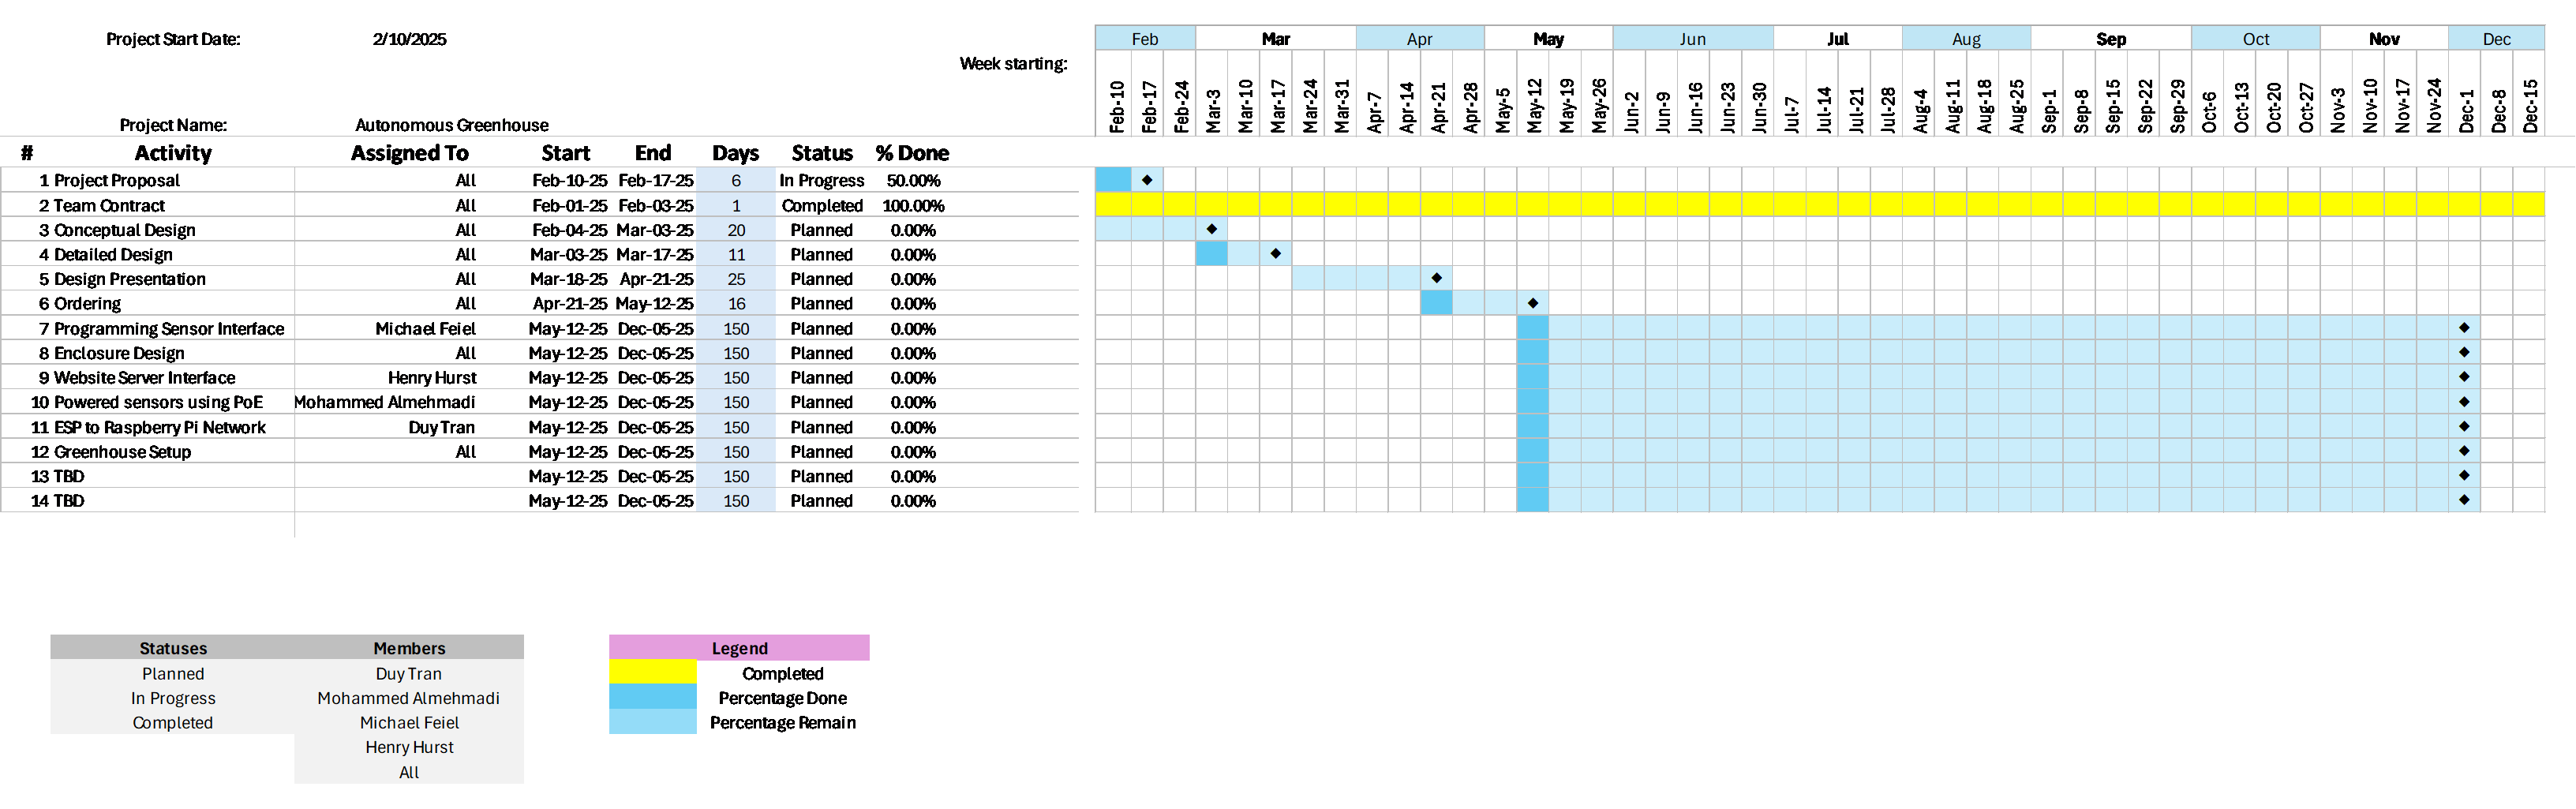 Project Start Date: 2/10/2025
Feb Mar Apr May Jun Jul Aug Sep Oct Nov Dec
Week starting:
Feb-10 Feb-17 Feb-24 Mar-3 Mar-10 Mar-17 Mar-24 Mar-31 Apr-7 Apr-14 Apr-21 Apr-28 May-5 May-12 May-19 May-26 Jun-2 Jun-9 Jun-16 Jun-23 Jun-30 Jul-7 Jul-14 Jul-21 Jul-28 Aug-4 Aug-11 Aug-18 Aug-25 Sep-1 Sep-8 Sep-15 Sep-22 Sep-29 Oct-6 Oct-13 Oct-20 Oct-27 Nov-3 Nov-10 Nov-17 Nov-24 Dec-1 Dec-8 Dec-15
Project Name: Autonomous Greenhouse
# Activity Assigned To Start End Days Status % Done
1 Project Proposal All Feb-10-25 Feb-17-25 6 In Progress 50.00%
2 Team Contract All Feb-01-25 Feb-03-25 1 Completed 100.00%
3 Conceptual Design All Feb-04-25 Mar-03-25 20 Planned 0.00%
4 Detailed Design All Mar-03-25 Mar-17-25 11 Planned 0.00%
5 Design Presentation All Mar-18-25 Apr-21-25 25 Planned 0.00%
6 Ordering All Apr-21-25 May-12-25 16 Planned 0.00%
7 Programming Sensor Interface Michael Feiel May-12-25 Dec-05-25 150 Planned 0.00%
8 Enclosure Design All May-12-25 Dec-05-25 150 Planned 0.00%
9 Website Server Interface Henry Hurst May-12-25 Dec-05-25 150 Planned 0.00%
10 Powered sensors using PoE Mohammed Almehmadi May-12-25 Dec-05-25 150 Planned 0.00%
11 ESP to Raspberry Pi Network Duy Tran May-12-25 Dec-05-25 150 Planned 0.00%
12 Greenhouse Setup All May-12-25 Dec-05-25 150 Planned 0.00%
13 TBD May-12-25 Dec-05-25 150 Planned 0.00%
14 TBD May-12-25 Dec-05-25 150 Planned 0.00%
Statuses Members Legend
Planned Duy Tran Completed
In Progress Mohammed Almehmadi Percentage Done
Completed Michael Feiel Percentage Remain
Henry Hurst
All